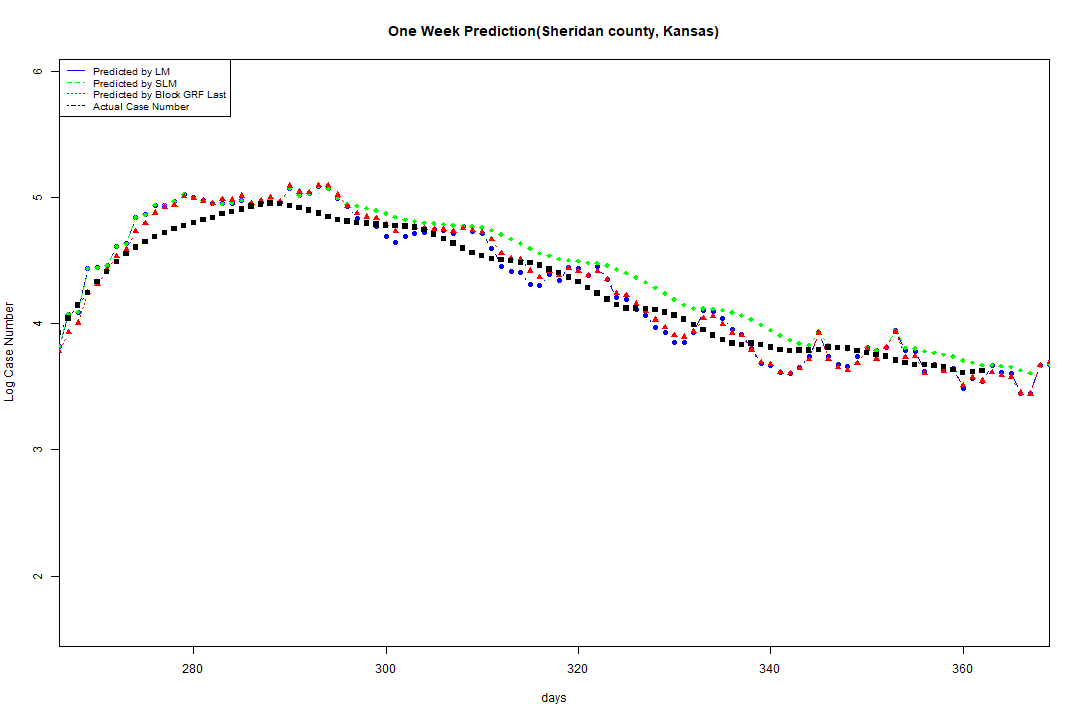 One Week Prediction(Sheridan county, Kansas)
Predicted by LM
Predicted by SLM
Predicted by Block GRF Last
Actual Case Number
6
5
4
3
2
Log Case Number
280
300
320
340
360
days